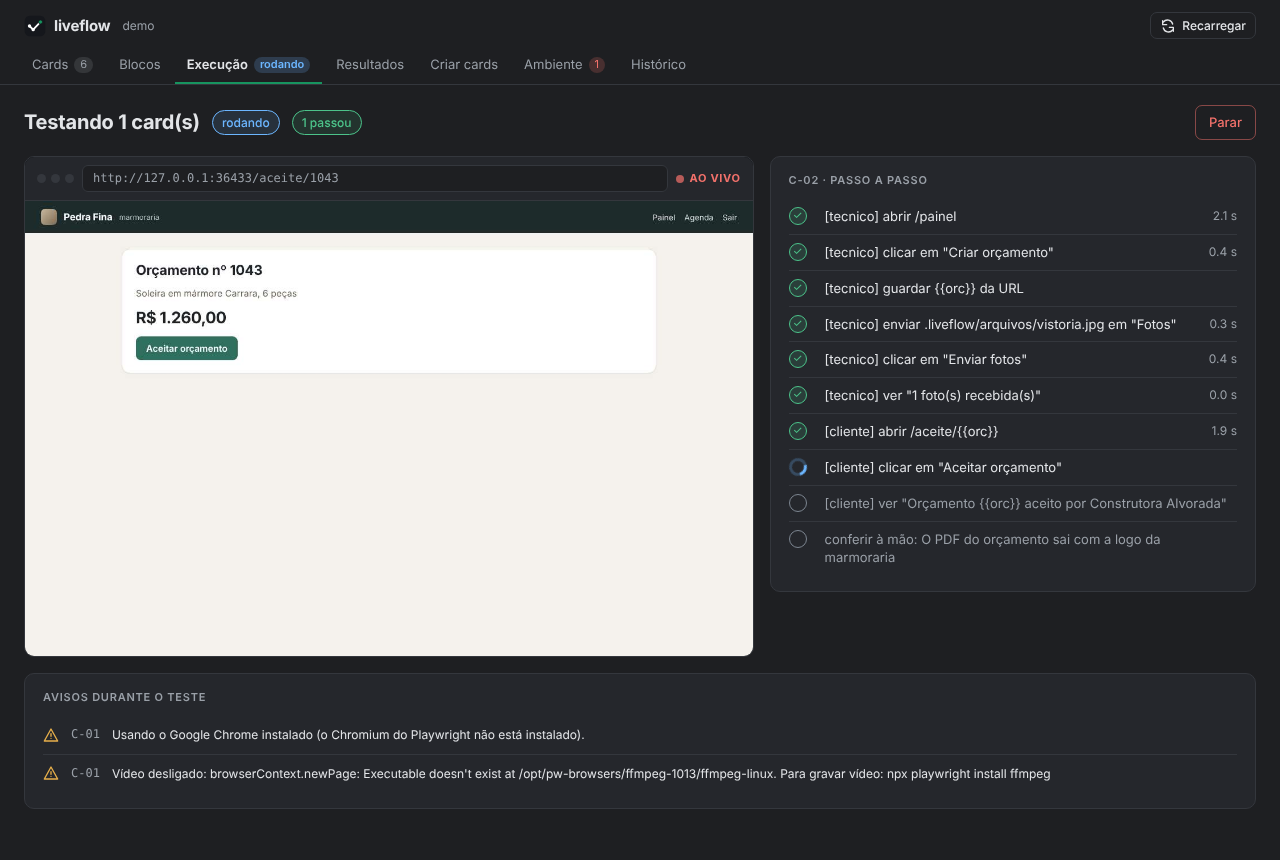 liveflow demo
Recarregar
Cards 6
Blocos
Execução rodando
Resultados
Criar cards
Ambiente 1
Histórico
Testando 1 card(s) rodando 1 passou
Parar
http://127.0.0.1:36433/aceite/1043
AO VIVO
Pedra Fina marmoraria
Painel Agenda Sair
Orçamento nº 1043
Soleira em mármore Carrara, 6 peças
R$ 1.260,00
Aceitar orçamento
C-02 · PASSO A PASSO
[tecnico] abrir /painel 2.1 s
[tecnico] clicar em "Criar orçamento" 0.4 s
[tecnico] guardar {{orc}} da URL
[tecnico] enviar .liveflow/arquivos/vistoria.jpg em "Fotos" 0.3 s
[tecnico] clicar em "Enviar fotos" 0.4 s
[tecnico] ver "1 foto(s) recebida(s)" 0.0 s
[cliente] abrir /aceite/{{orc}} 1.9 s
[cliente] clicar em "Aceitar orçamento"
[cliente] ver "Orçamento {{orc}} aceito por Construtora Alvorada"
conferir à mão: O PDF do orçamento sai com a logo da
marmoraria
AVISOS DURANTE O TESTE
C-01 Usando o Google Chrome instalado (o Chromium do Playwright não está instalado).
C-01 Vídeo desligado: browserContext.newPage: Executable doesn't exist at /opt/pw-browsers/ffmpeg-1013/ffmpeg-linux. Para gravar vídeo: npx playwright install ffmpeg